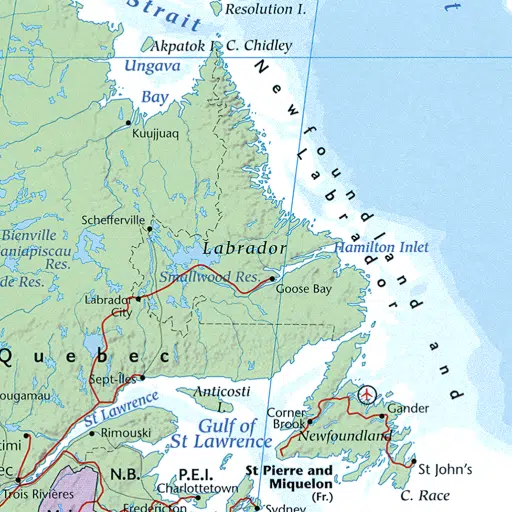 Strait
Resolution I.
Akpatok I.
C. Chidley
Ungava
Bay
Kuujjuaq
Newfoundland and
Labrador
Schefferville
Bienville
aniapiscau
Res.
de Res.
Labrador
Hamilton Inlet
Smallwood Res.
Goose Bay
Labrador
City
Quebec
Sept-Îles
ougamau
St Lawrence
Anticosti
I.
Gulf of
St Lawrence
Corner
Brook
Gander
Newfoundland
timi
Rimouski
ec
Trois Rivières
N.B.
P.E.I.
Charlottetown
Fredericton
St Pierre and
Miquelon
(Fr.)
St John's
C. Race
Sydney